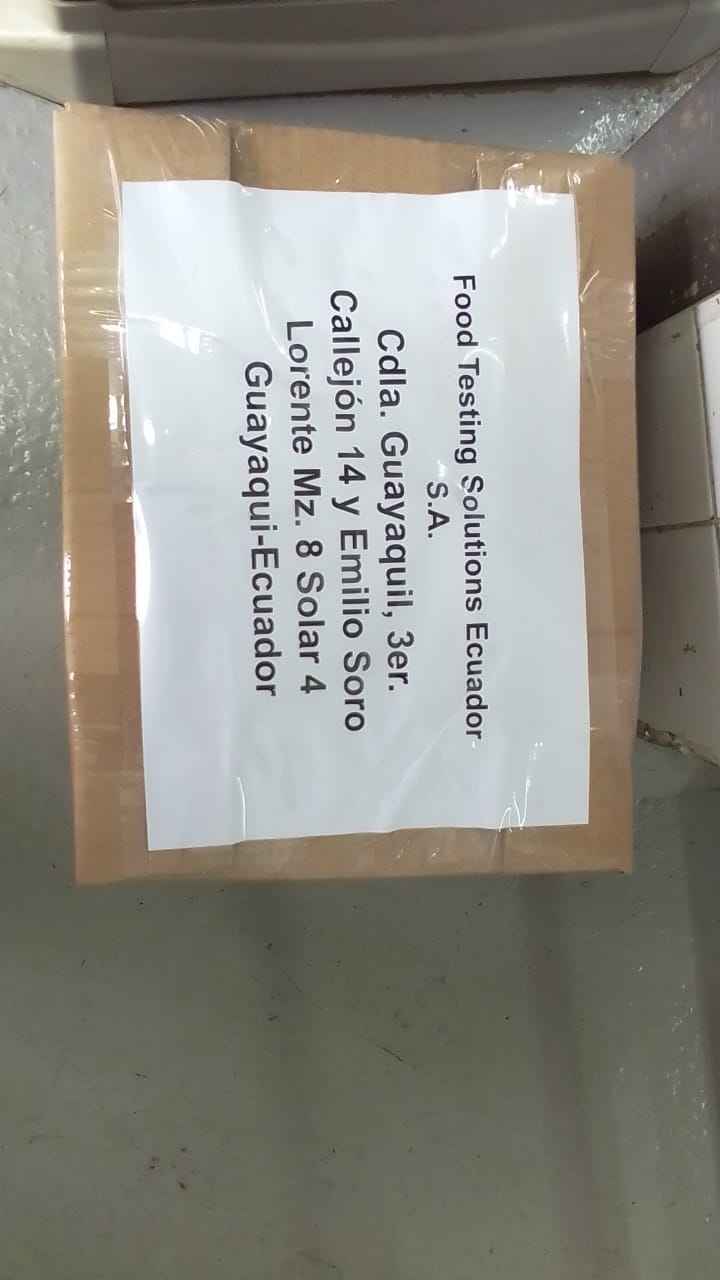 Food Testing Solutions Ecuador
S.A.
Cdla. Guayaquil, 3er.
Callejón 14 y Emilio Soro
Lorente Mz. 8 Solar 4
Guayaqui-Ecuador